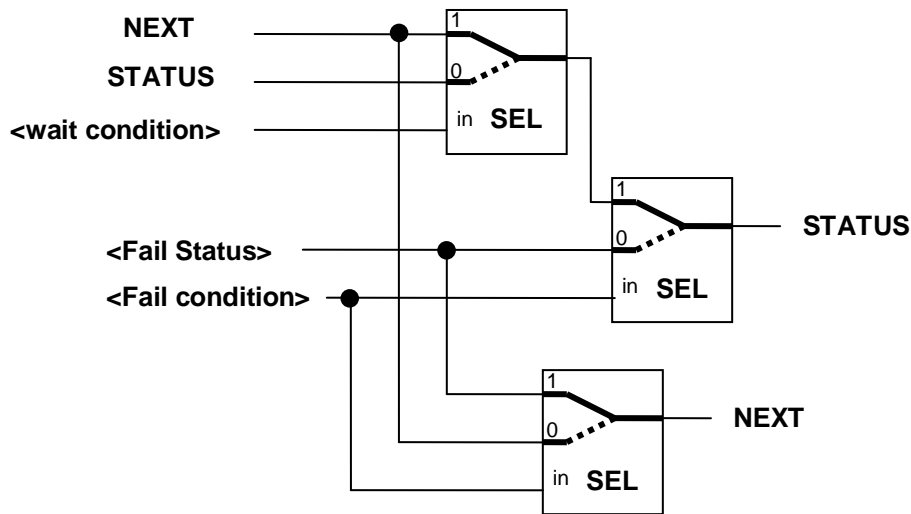 NEXT
STATUS
<wait condition>
1
0
in SEL
<Fail Status>
<Fail condition>
1
0
in SEL
STATUS
1
0
in SEL
NEXT